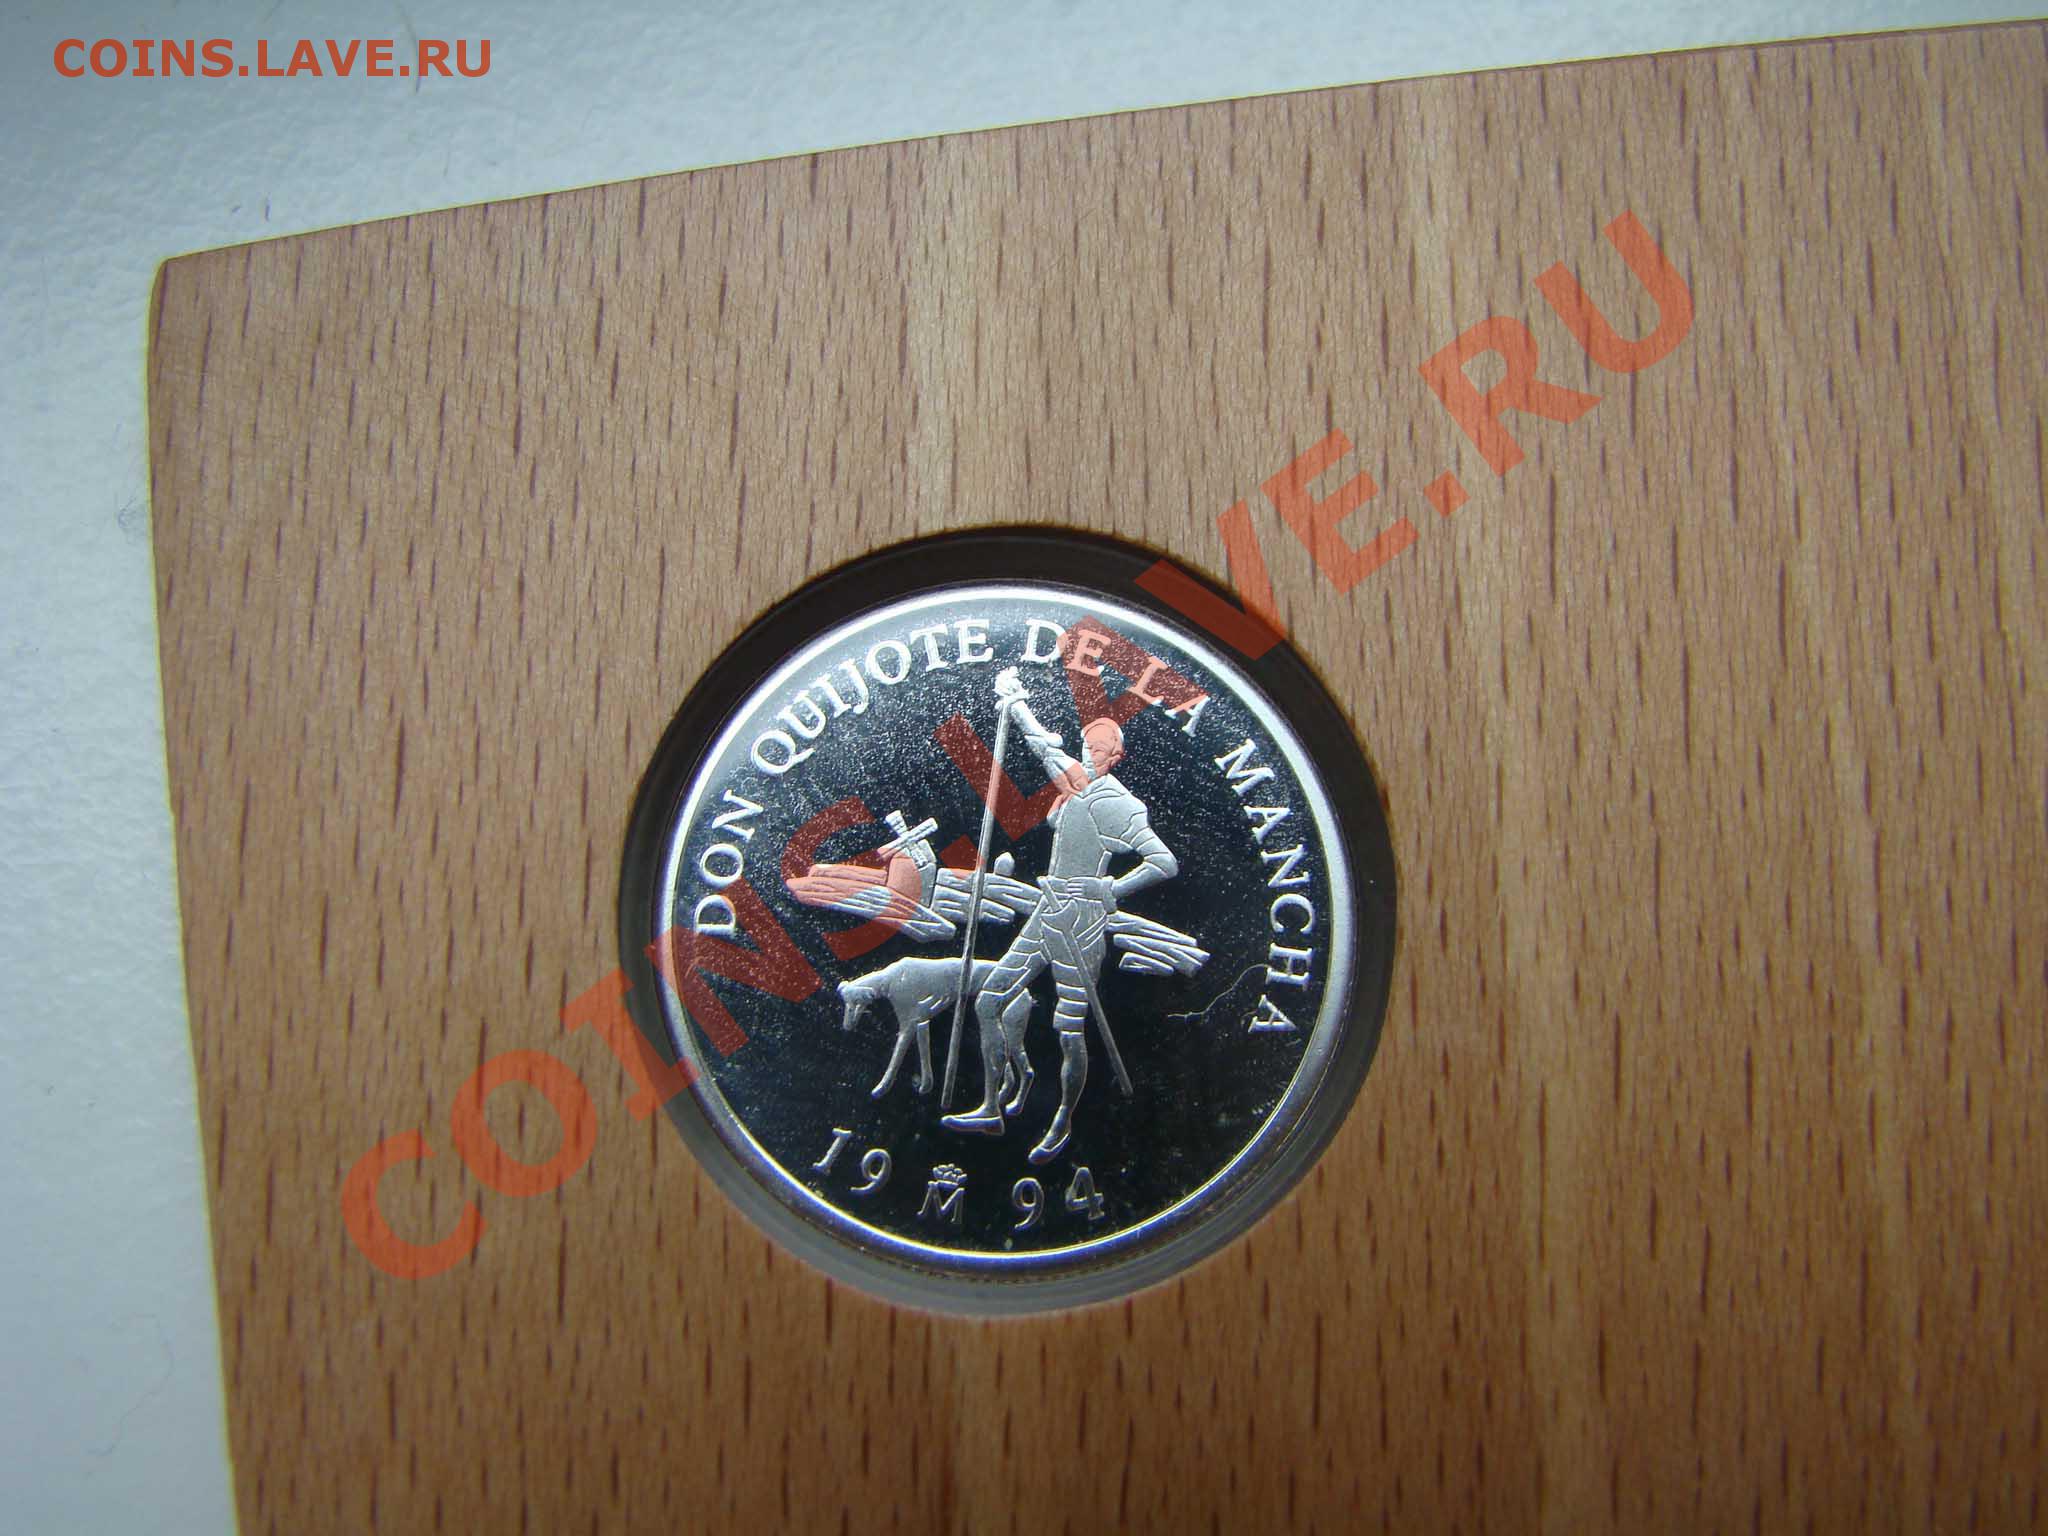 COINS.LAVE.RU
COINS.LAVE.RU
DON QUIJOTE DE LA MANCHA
19 M 94